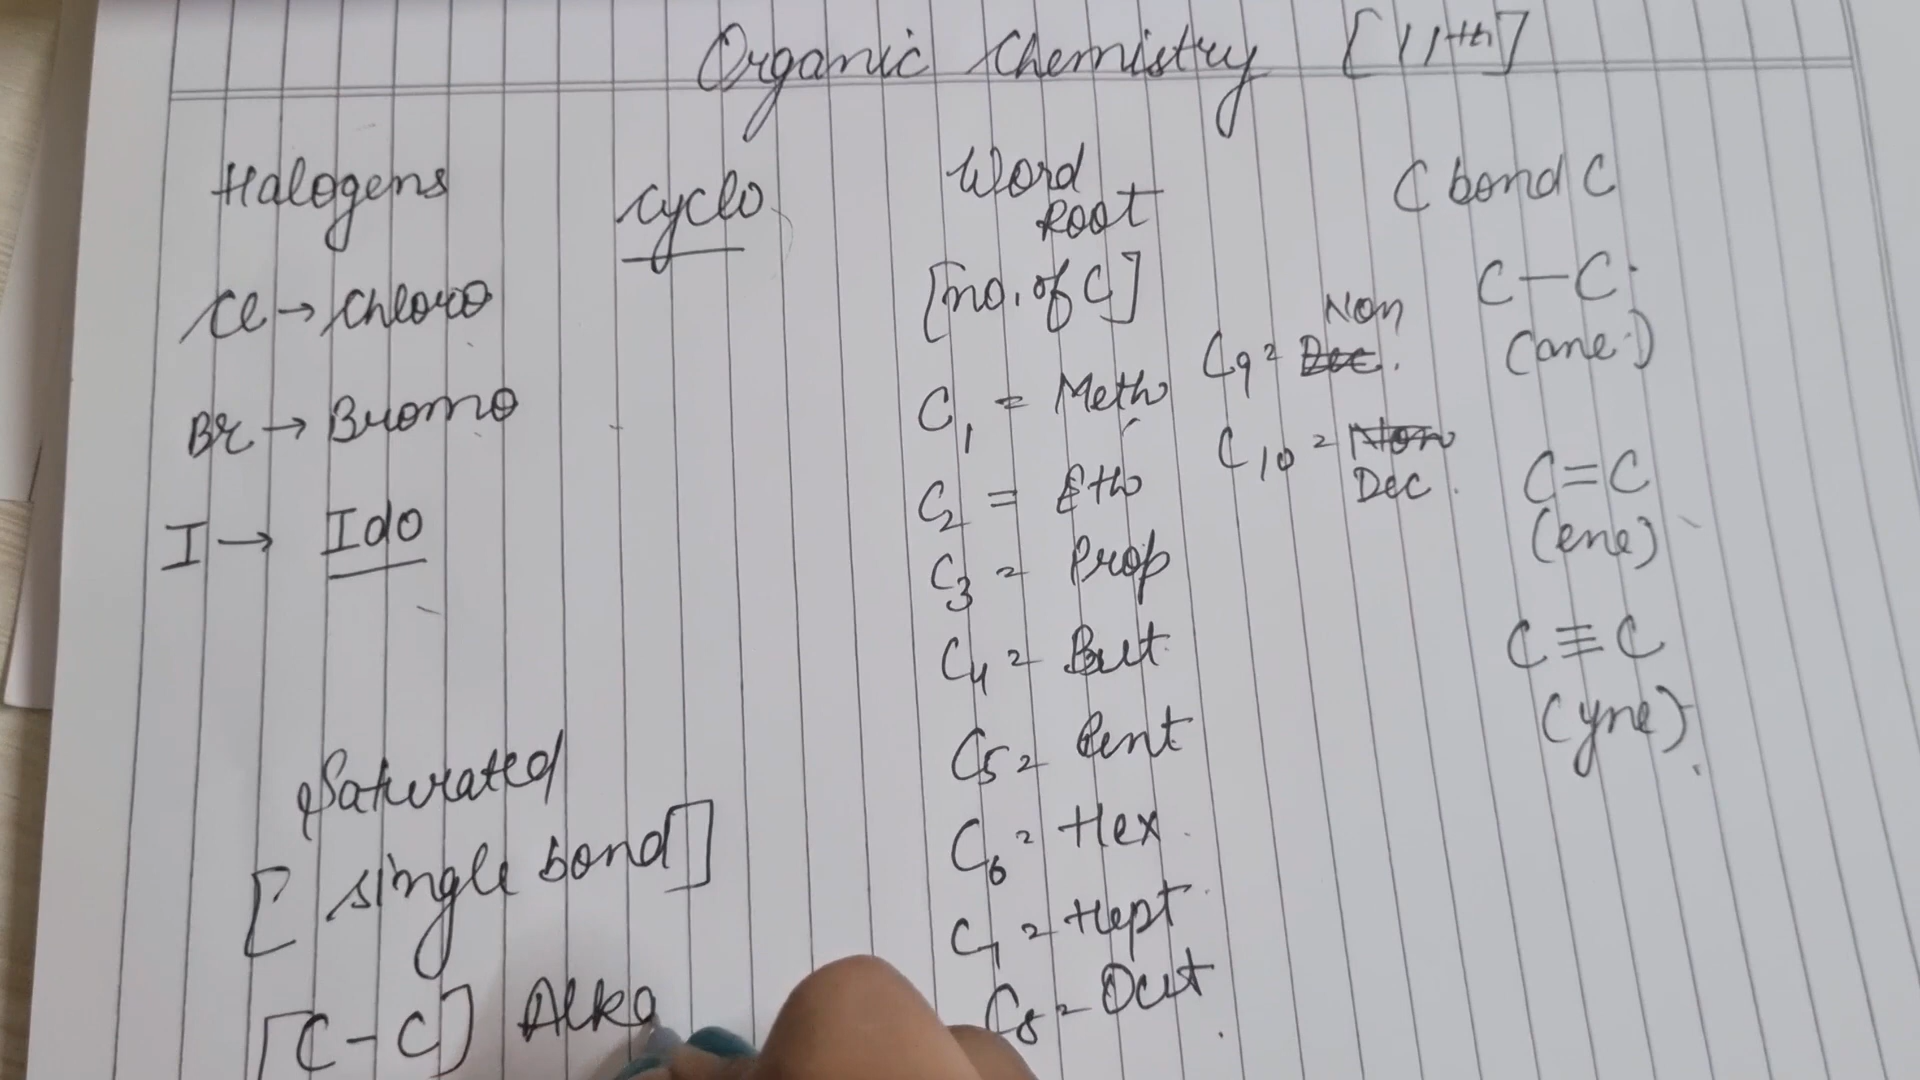 Organic Chemistry [11th]
Halogens
Cl → Chloro
Br → Bromo
I → Ido
Saturated
[single bond]
[C-C] Alka
Cyclo
Word
Root
[no. of C]
C1 = Meth
C2 = Eth
C3 = Prop
C4 = But
C5 = Pent
C6 = Hex
C7 = Hept
C8 = Oct
C9 = Dec. Non
C10 = Non
Dec.
C bond C
C-C
(ane)
C=C
(ene)
C≡C
(yne)